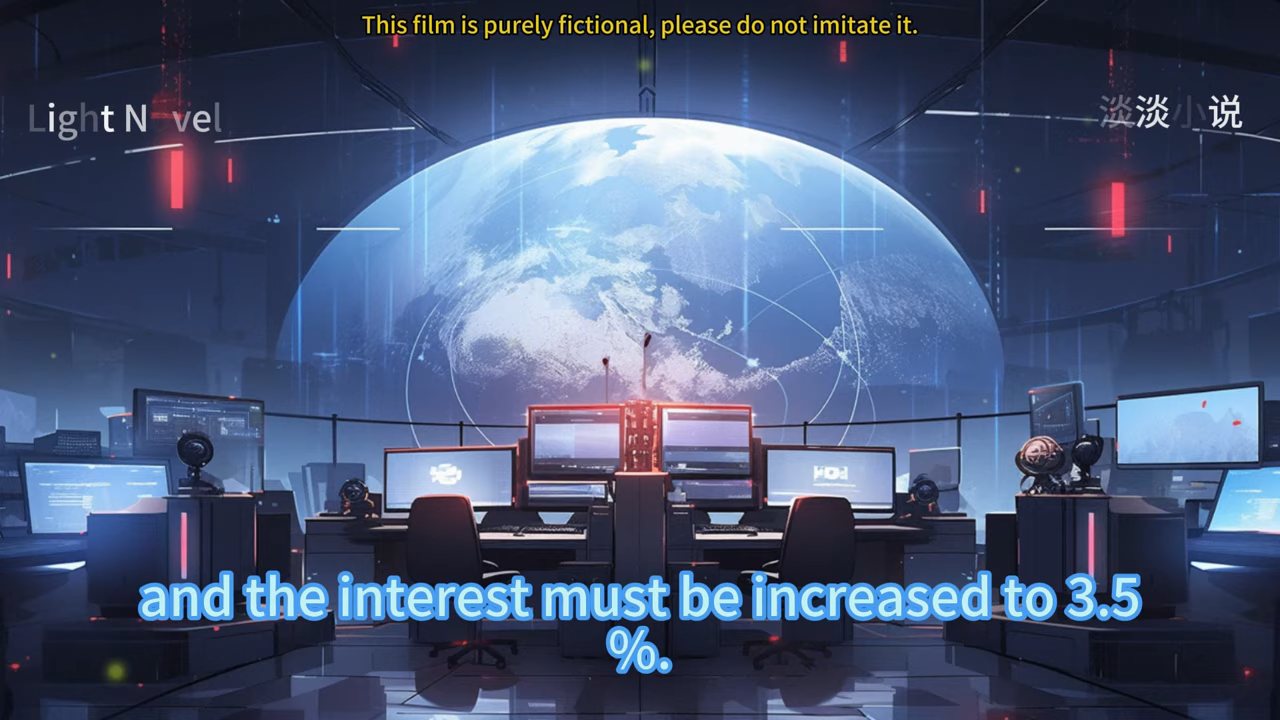 This film is purely fictional, please do not imitate it.
Light N vel
淡淡小说
and the interest must be increased to 3.5
%.